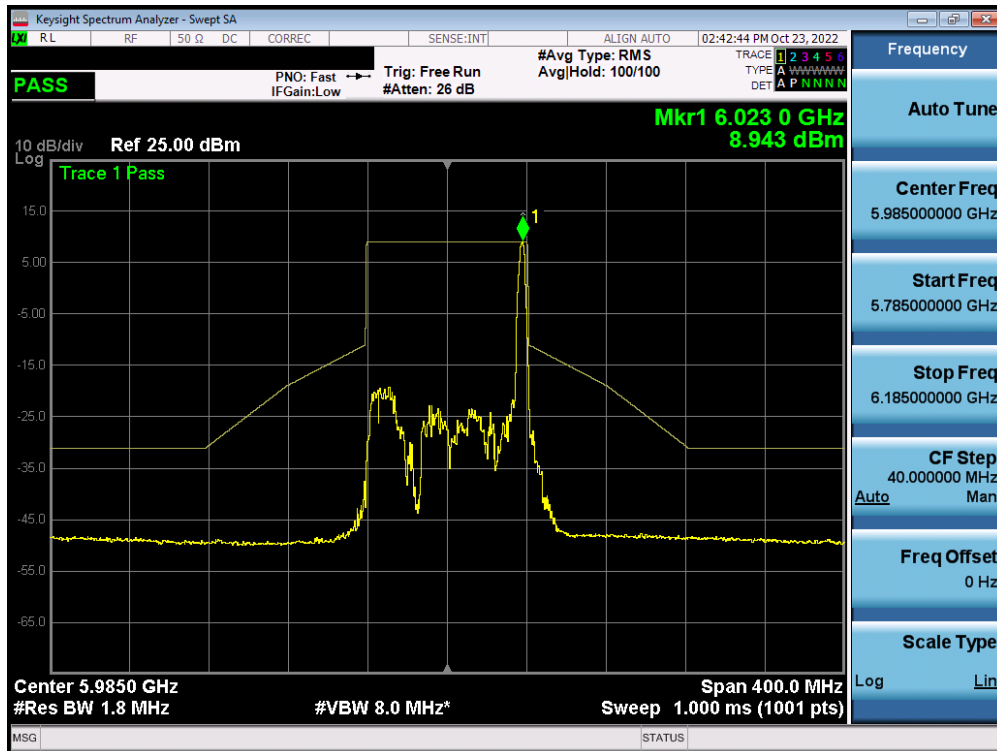 Keysight Spectrum Analyzer - Swept SA
LXI RL RF 50 Ω DC CORREC SENSE:INT ALIGN AUTO 02:42:44 PM Oct 23, 2022
PASS
PNO: Fast
IFGain:Low
Trig: Free Run
#Atten: 26 dB
#Avg Type: RMS
Avg|Hold: 100/100
TRACE 1 2 3 4 5 6
TYPE A WWWWW
DET A P N N N N
Mkr1 6.023 0 GHz
8.943 dBm
10 dB/div Ref 25.00 dBm
Log
Trace 1 Pass
1
15.0
5.00
-5.00
-15.0
-25.0
-35.0
-45.0
-55.0
-65.0
Center 5.9850 GHz Span 400.0 MHz
#Res BW 1.8 MHz #VBW 8.0 MHz* Sweep 1.000 ms (1001 pts)
MSG STATUS
Frequency
Auto Tune
Center Freq
5.985000000 GHz
Start Freq
5.785000000 GHz
Stop Freq
6.185000000 GHz
CF Step
40.000000 MHz
Auto Man
Freq Offset
0 Hz
Scale Type
Log Lin